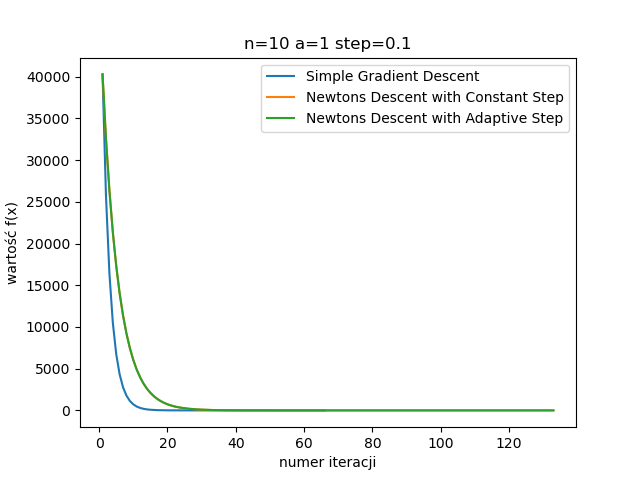 n=10 a=1 step=0.1
Simple Gradient Descent
Newtons Descent with Constant Step
Newtons Descent with Adaptive Step
40000
35000
30000
25000
20000
15000
10000
5000
0
wartość f(x)
0 20 40 60 80 100 120
numer iteracji